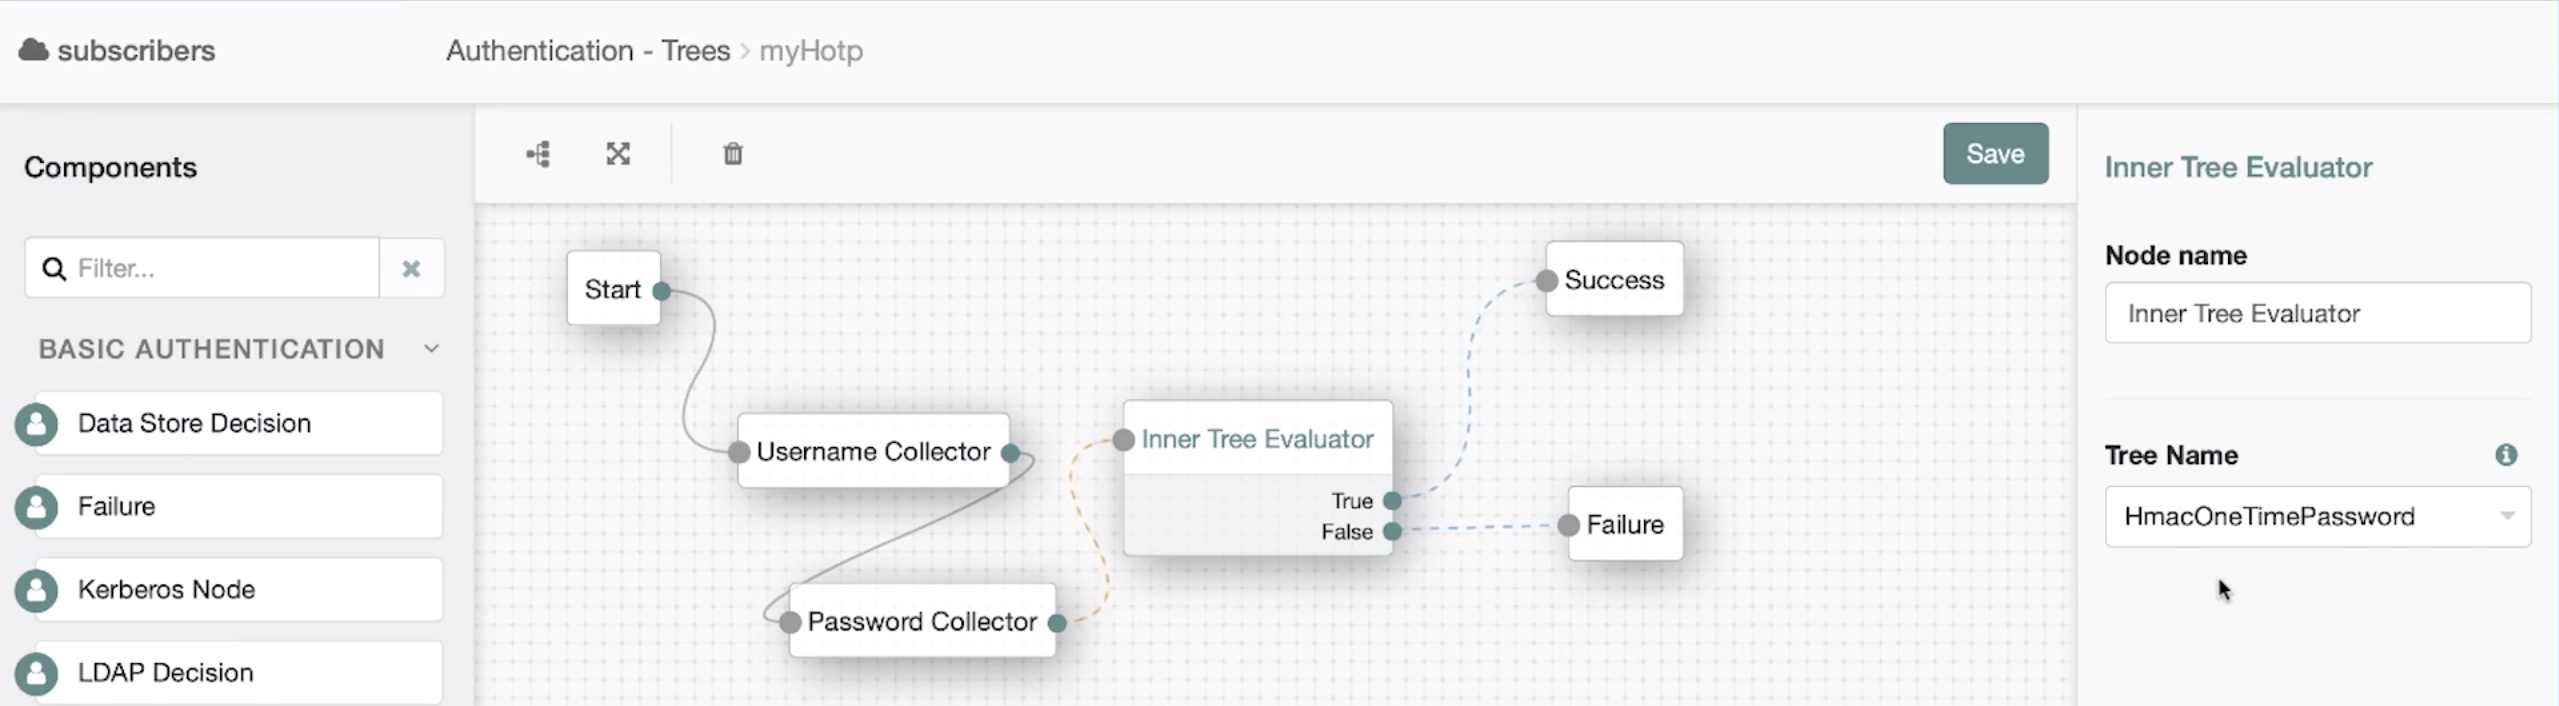 subscribers
Authentication - Trees > myHotp
Components
Filter...
BASIC AUTHENTICATION
Data Store Decision
Failure
Kerberos Node
LDAP Decision
Save
Start
Username Collector
Password Collector
Inner Tree Evaluator
True
False
Success
Failure
Inner Tree Evaluator
Node name
Inner Tree Evaluator
Tree Name
HmacOneTimePassword